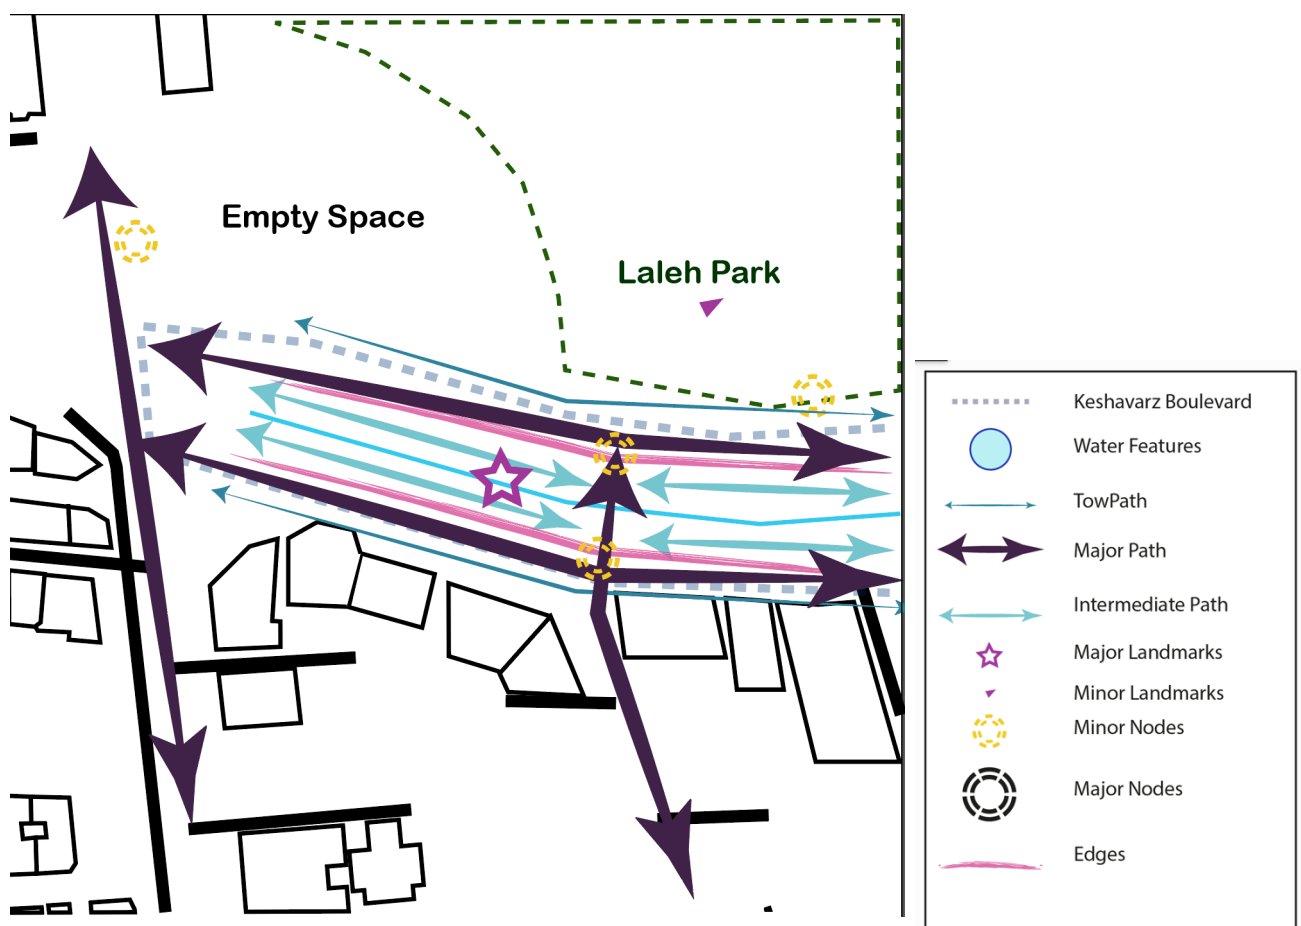 Empty Space
Laleh Park
Keshavarz Boulevard
Water Features
TowPath
Major Path
Intermediate Path
Major Landmarks
Minor Landmarks
Minor Nodes
Major Nodes
Edges